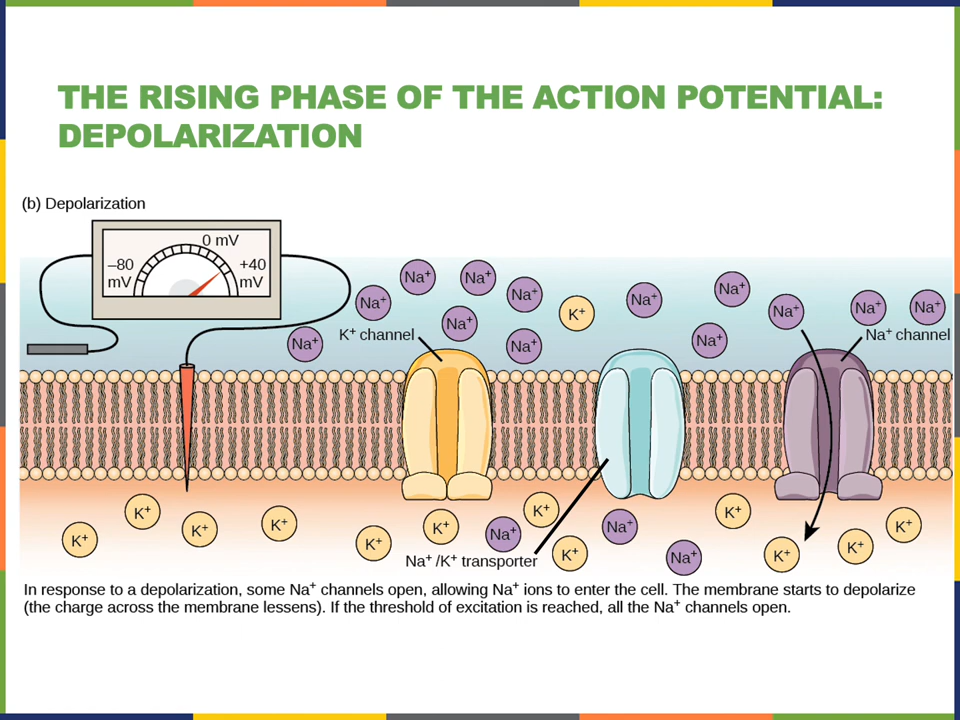 THE RISING PHASE OF THE ACTION POTENTIAL:
DEPOLARIZATION
(b) Depolarization
0 mV
–80
mV
+40
mV
Na⁺
Na⁺
Na⁺
Na⁺
Na⁺
Na⁺
Na⁺
K⁺
Na⁺
Na⁺
Na⁺
Na⁺
Na⁺
Na⁺
Na⁺
K⁺ channel
Na⁺ channel
K⁺
K⁺
K⁺
K⁺
K⁺
K⁺
Na⁺
K⁺
K⁺
Na⁺
Na⁺
K⁺
K⁺
K⁺
K⁺
Na⁺ /K⁺ transporter
In response to a depolarization, some Na⁺ channels open, allowing Na⁺ ions to enter the cell. The membrane starts to depolarize
(the charge across the membrane lessens). If the threshold of excitation is reached, all the Na⁺ channels open.